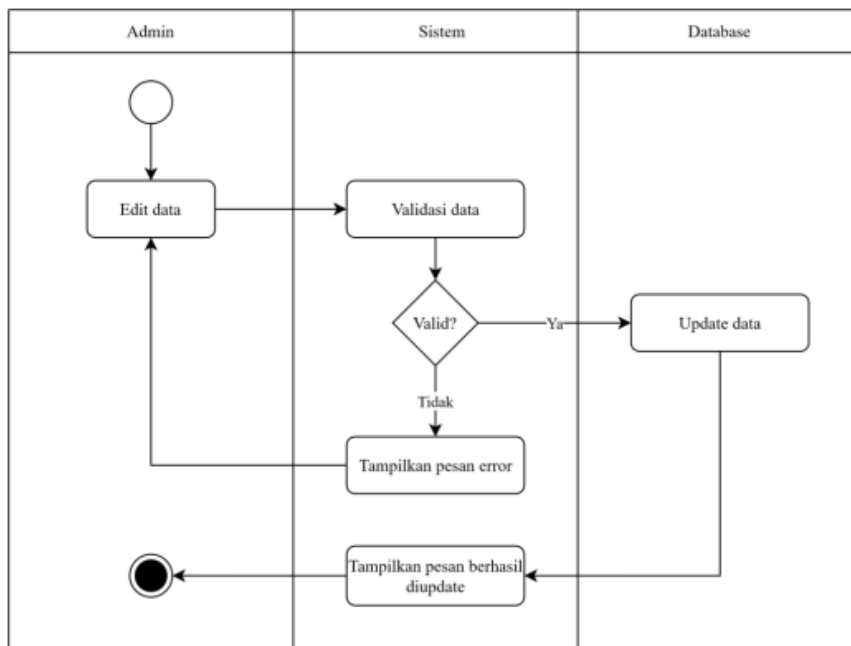 Admin
Sistem
Database
Edit data
Validasi data
Valid?
Ya
Update data
Tidak
Tampilkan pesan error
Tampilkan pesan berhasil
diupdate